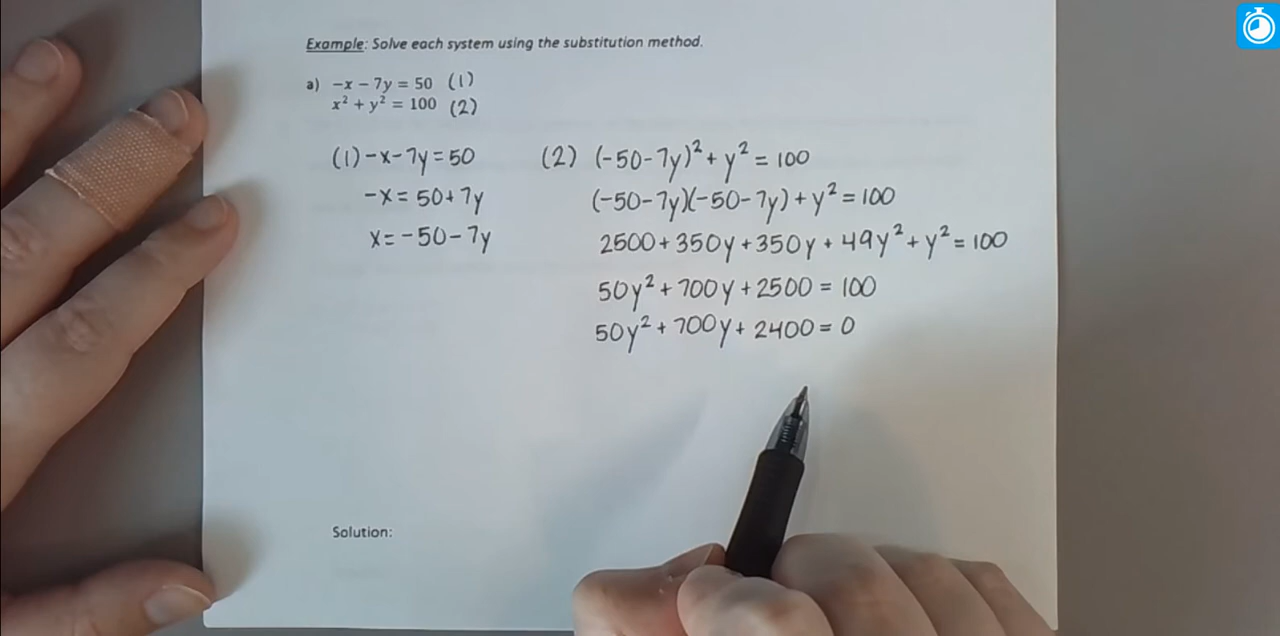 Example: Solve each system using the substitution method.
a) −x − 7y = 50 (1)
x² + y² = 100 (2)
(1) -x-7y=50
-x = 50+7y
x = -50-7y
(2) (-50-7y)² + y² = 100
(-50-7y)(-50-7y) + y² = 100
2500+350y+350y+49y²+y² = 100
50y² + 700y + 2500 = 100
50y² + 700y + 2400 = 0
Solution: